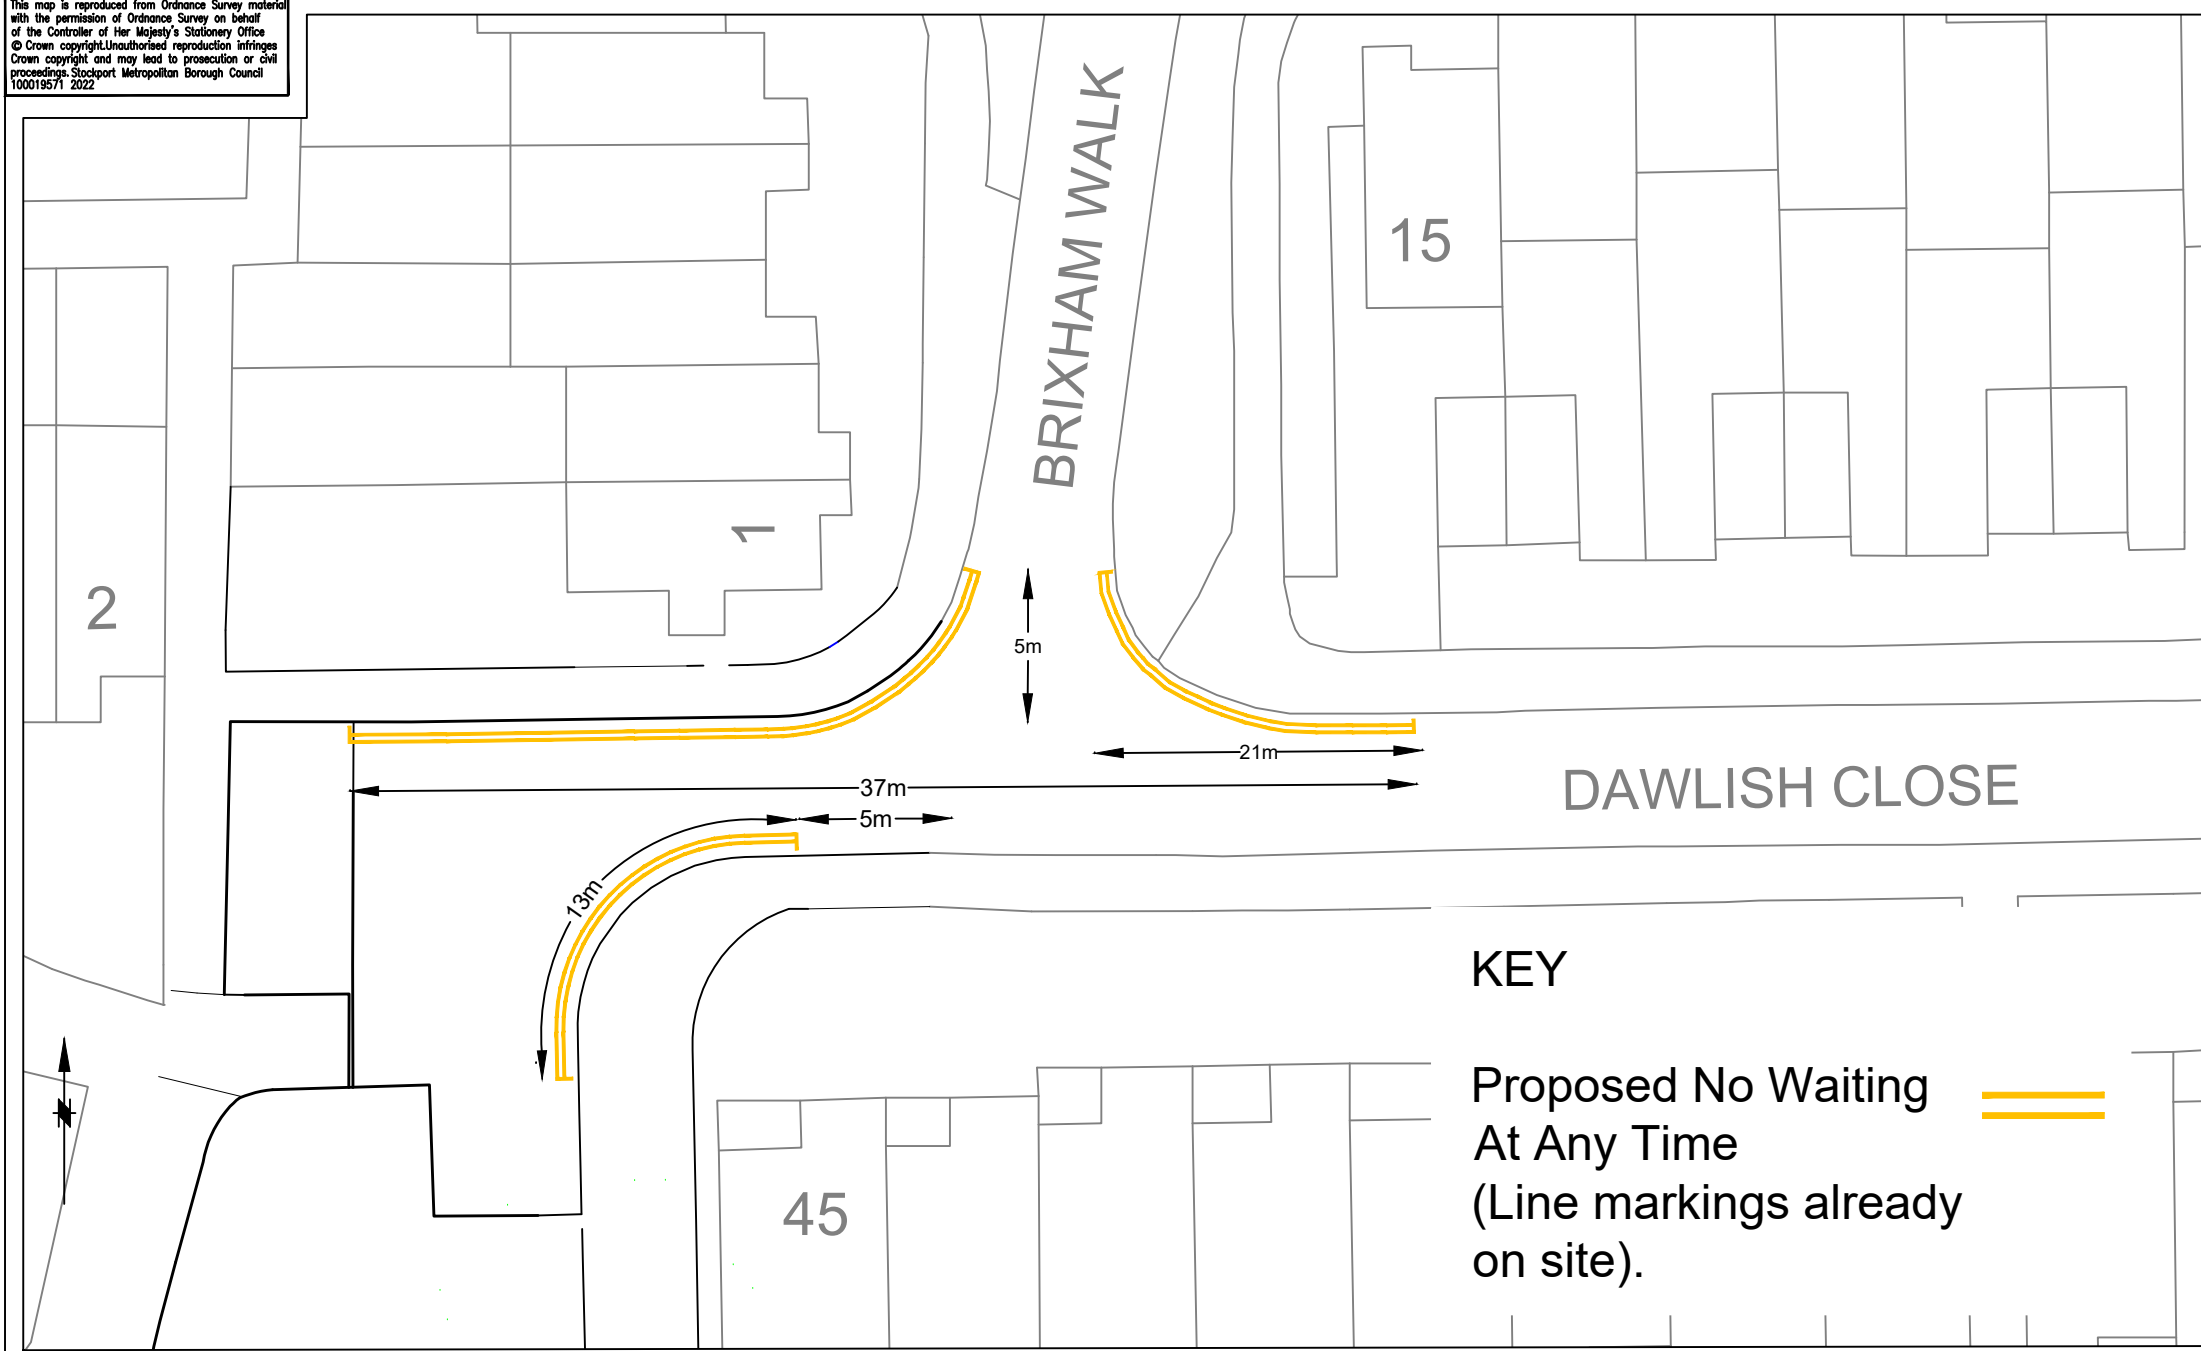 This map is reproduced from Ordnance Survey material
with the permission of Ordnance Survey on behalf
of the Controller of Her Majesty's Stationery Office
© Crown copyright.Unauthorised reproduction infringes
Crown copyright and may lead to prosecution or civil
proceedings. Stockport Metropolitan Borough Council
100019571 2022
BRIXHAM WALK
15
1
2
5m
21m
37m
5m
13m
DAWLISH CLOSE
45
N
KEY
Proposed No Waiting
At Any Time
(Line markings already
on site).